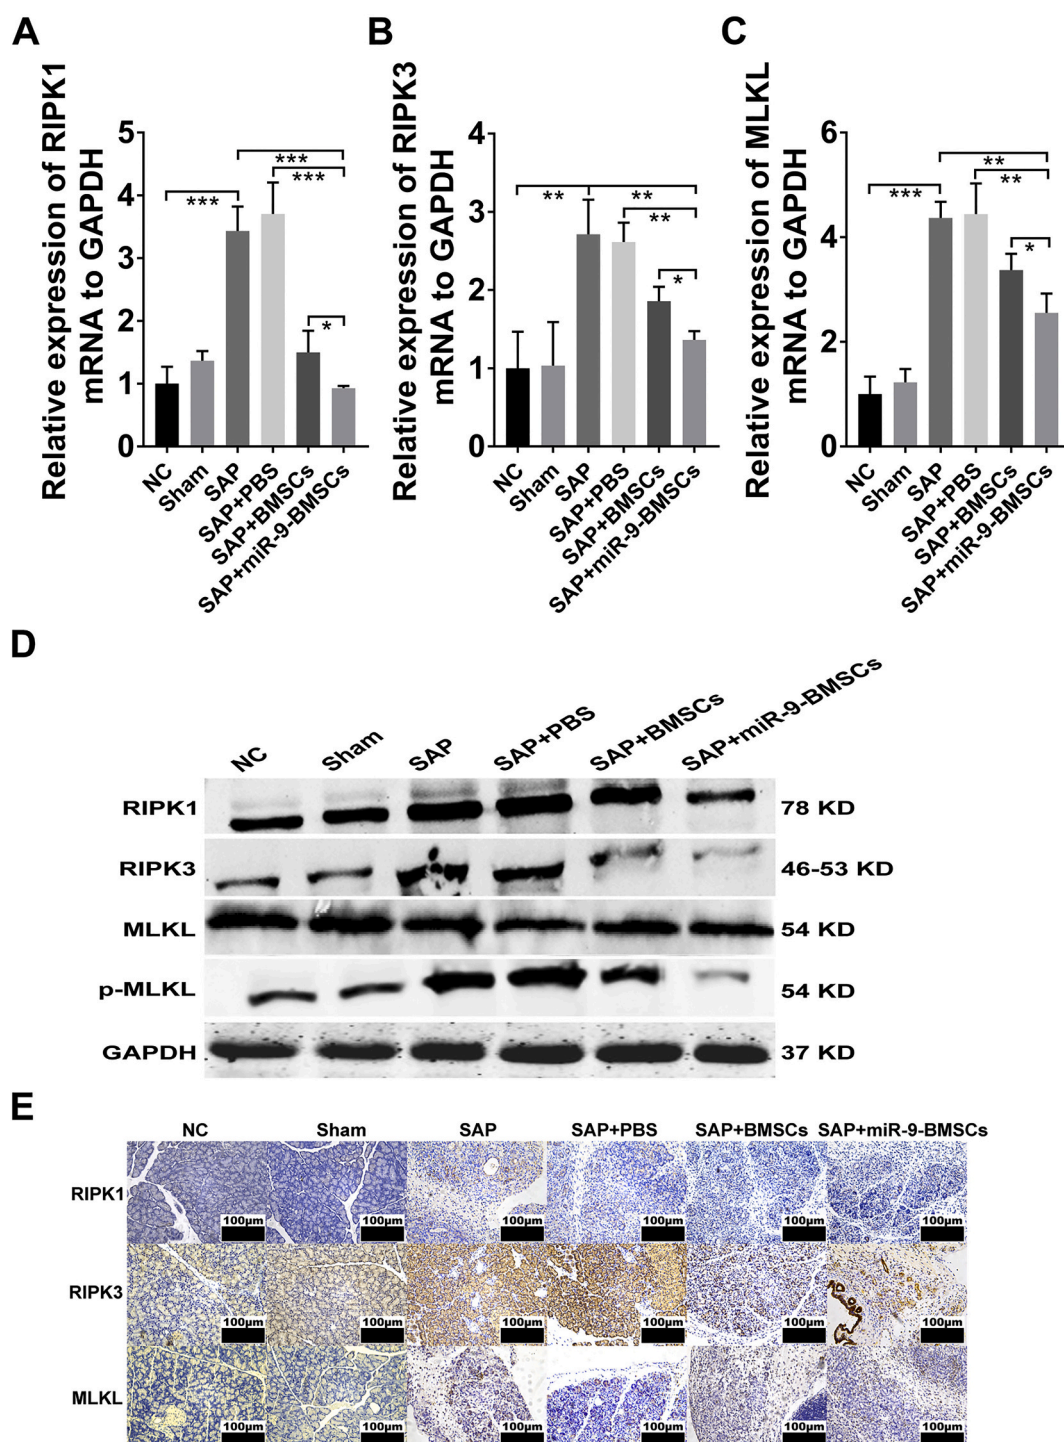 A
Relative expression of RIPK1
mRNA to GAPDH
5
4
3
2
1
0
***
***
***
*
NC
Sham
SAP
SAP+PBS
SAP+BMSCs
SAP+miR-9-BMSCs
B
Relative expression of RIPK3
mRNA to GAPDH
4
3
2
1
0
**
**
**
*
NC
Sham
SAP
SAP+PBS
SAP+BMSCs
SAP+miR-9-BMSCs
C
Relative expression of MLKL
mRNA to GAPDH
6
4
2
0
***
**
**
*
NC
Sham
SAP
SAP+PBS
SAP+BMSCs
SAP+miR-9-BMSCs
D
NC Sham SAP SAP+PBS SAP+BMSCs SAP+miR-9-BMSCs
RIPK1 78 KD
RIPK3 46-53 KD
MLKL 54 KD
p-MLKL 54 KD
GAPDH 37 KD
E
NC Sham SAP SAP+PBS SAP+BMSCs SAP+miR-9-BMSCs
RIPK1
100μm 100μm 100μm 100μm 100μm 100μm
RIPK3
100μm 100μm 100μm 100μm 100μm 100μm
MLKL
100μm 100μm 100μm 100μm 100μm 100μm